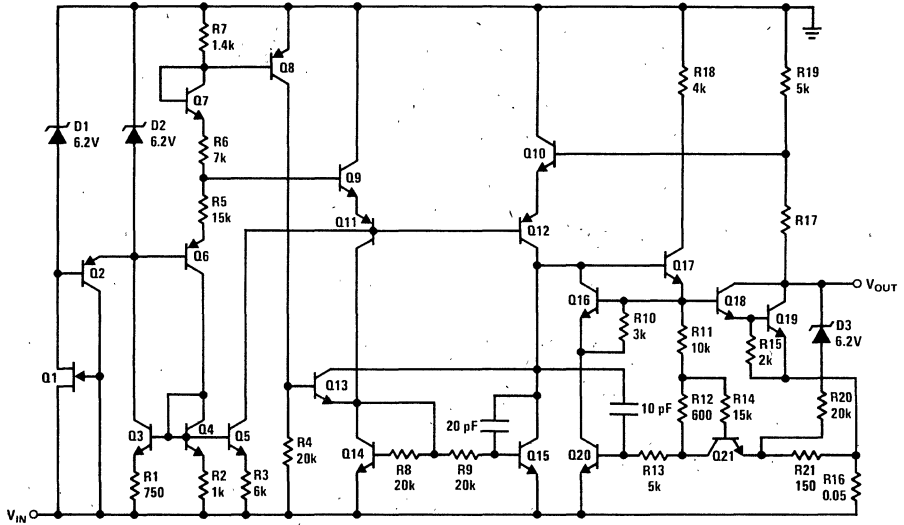 R7
1.4k
Q8
R18
4k
R19
5k
Q7
D1
6.2V
D2
6.2V
R6
7k
Q9
Q10
R5
15k
R17
Q11
Q12
Q6
Q2
Q17
Q16
R10
3k
Q18
VOUT
Q19
D3
6.2V
R11
10k
R15
2k
Q1
Q13
R12
600
R14
15k
R20
20k
10 pF
20 pF
Q3
Q4
Q5
R4
20k
Q14
R8
20k
R9
20k
Q15
Q20
R13
5k
Q21
R21
150
R16
0.05
R1
750
R2
1k
R3
6k
VIN